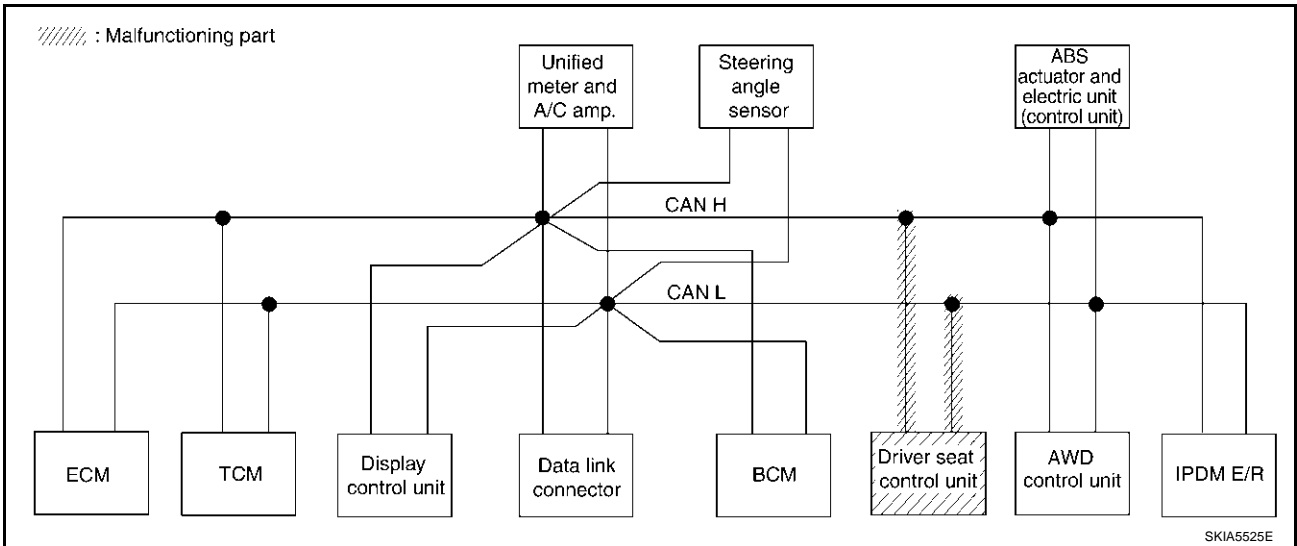 : Malfunctioning part
Unified
meter and
A/C amp.
Steering
angle
sensor
ABS
actuator and
electric unit
(control unit)
CAN H
CAN L
ECM
TCM
Display
control unit
Data link
connector
BCM
Driver seat
control unit
AWD
control unit
IPDM E/R
SKIA5525E